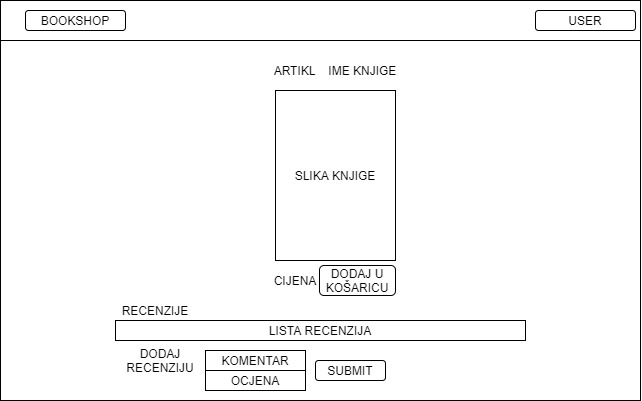 BOOKSHOP USER
ARTIKL IME KNJIGE
SLIKA KNJIGE
CIJENA
DODAJ U
KOŠARICU
RECENZIJE
LISTA RECENZIJA
DODAJ
RECENZIJU
KOMENTAR
OCJENA
SUBMIT